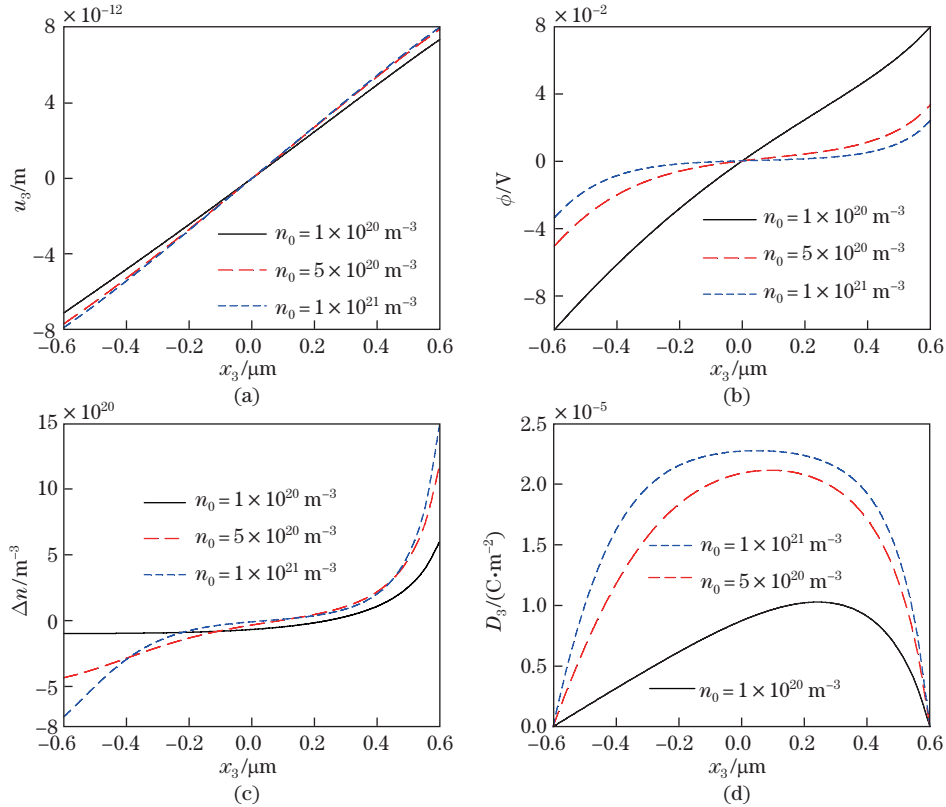 × 10⁻¹²
8
4
0
−4
−8
u₃/m
n₀ = 1 × 10²⁰ m⁻³
n₀ = 5 × 10²⁰ m⁻³
n₀ = 1 × 10²¹ m⁻³
−0.6 −0.4 −0.2 0.0 0.2 0.4 0.6
x₃/μm
(a)
× 10⁻²
8
4
0
−4
−8
ϕ/V
n₀ = 1 × 10²⁰ m⁻³
n₀ = 5 × 10²⁰ m⁻³
n₀ = 1 × 10²¹ m⁻³
−0.6 −0.4 −0.2 0.0 0.2 0.4 0.6
x₃/μm
(b)
× 10²⁰
15
10
5
0
−5
−8
Δn/m⁻³
n₀ = 1 × 10²⁰ m⁻³
n₀ = 5 × 10²⁰ m⁻³
n₀ = 1 × 10²¹ m⁻³
−0.6 −0.4 −0.2 0.0 0.2 0.4 0.6
x₃/μm
(c)
× 10⁻⁵
2.5
2.0
1.5
1.0
0.5
0.0
D₃/(C·m⁻²)
n₀ = 1 × 10²¹ m⁻³
n₀ = 5 × 10²⁰ m⁻³
n₀ = 1 × 10²⁰ m⁻³
−0.6 −0.4 −0.2 0.0 0.2 0.4 0.6
x₃/μm
(d)